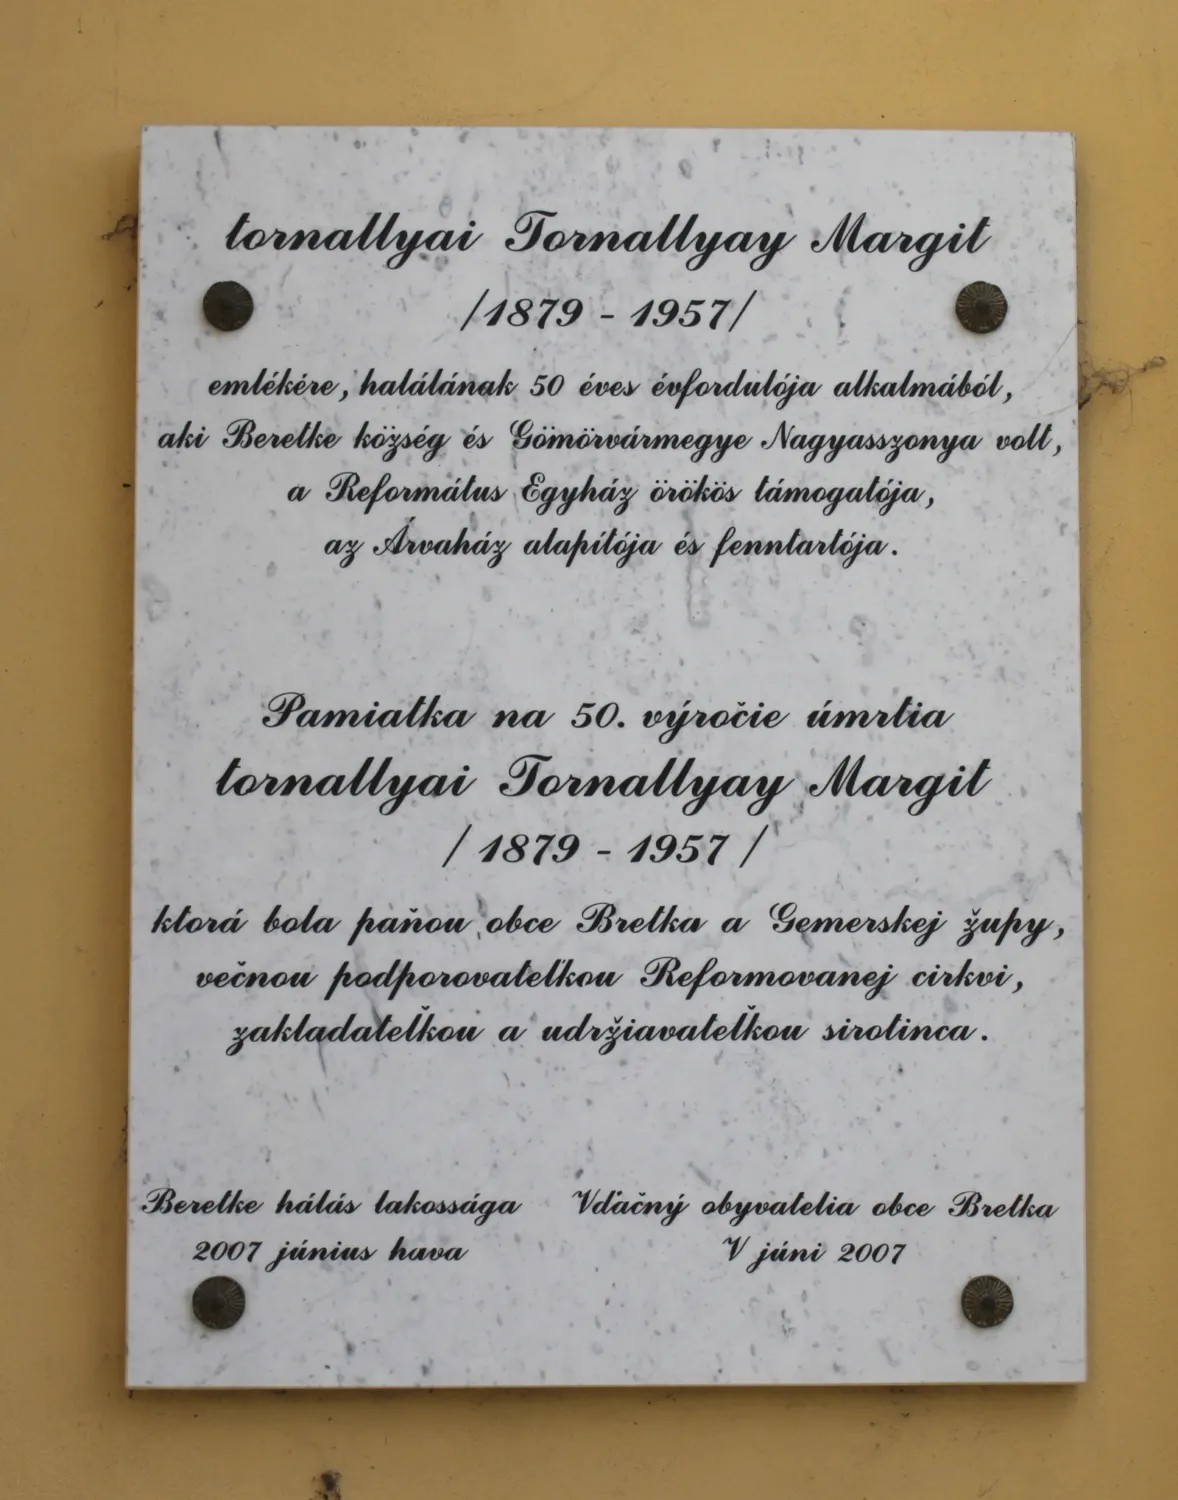 tornallyai Tornallyay Margit
/1879 - 1957/
emlékére, halálának 50 éves évfordulója alkalmából,
aki Beretke község és Gömörvármegye Nagyasszonya volt,
a Református Egyház örökös támogatója,
az Árvaház alapítója és fenntartója.
Pamiatka na 50. výročie úmrtia
tornallyai Tornallyay Margit
/ 1879 - 1957 /
ktorá bola paňou obce Bretka a Gemerskej župy,
večnou podporovateľkou Reformovanej cirkvi,
zakladateľkou a udržiavateľkou sirotinca.
Beretke hálás lakossága Vďačný obyvatelia obce Bretka
2007 június hava V júni 2007